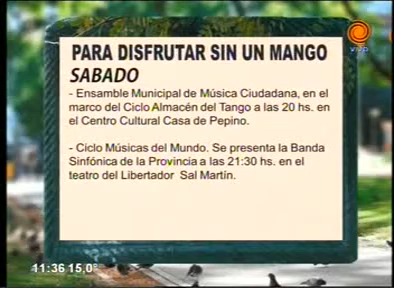 PARA DISFRUTAR SIN UN MANGO
SABADO
- Ensamble Municipal de Música Ciudadana, en el
marco del Ciclo Almacén del Tango a las 20 hs. en
el Centro Cultural Casa de Pepino.
- Ciclo Músicas del Mundo. Se presenta la Banda
Sinfónica de la Provincia a las 21:30 hs. en el
teatro del Libertador Sal Martín.
VIVO
11:36 15,0°